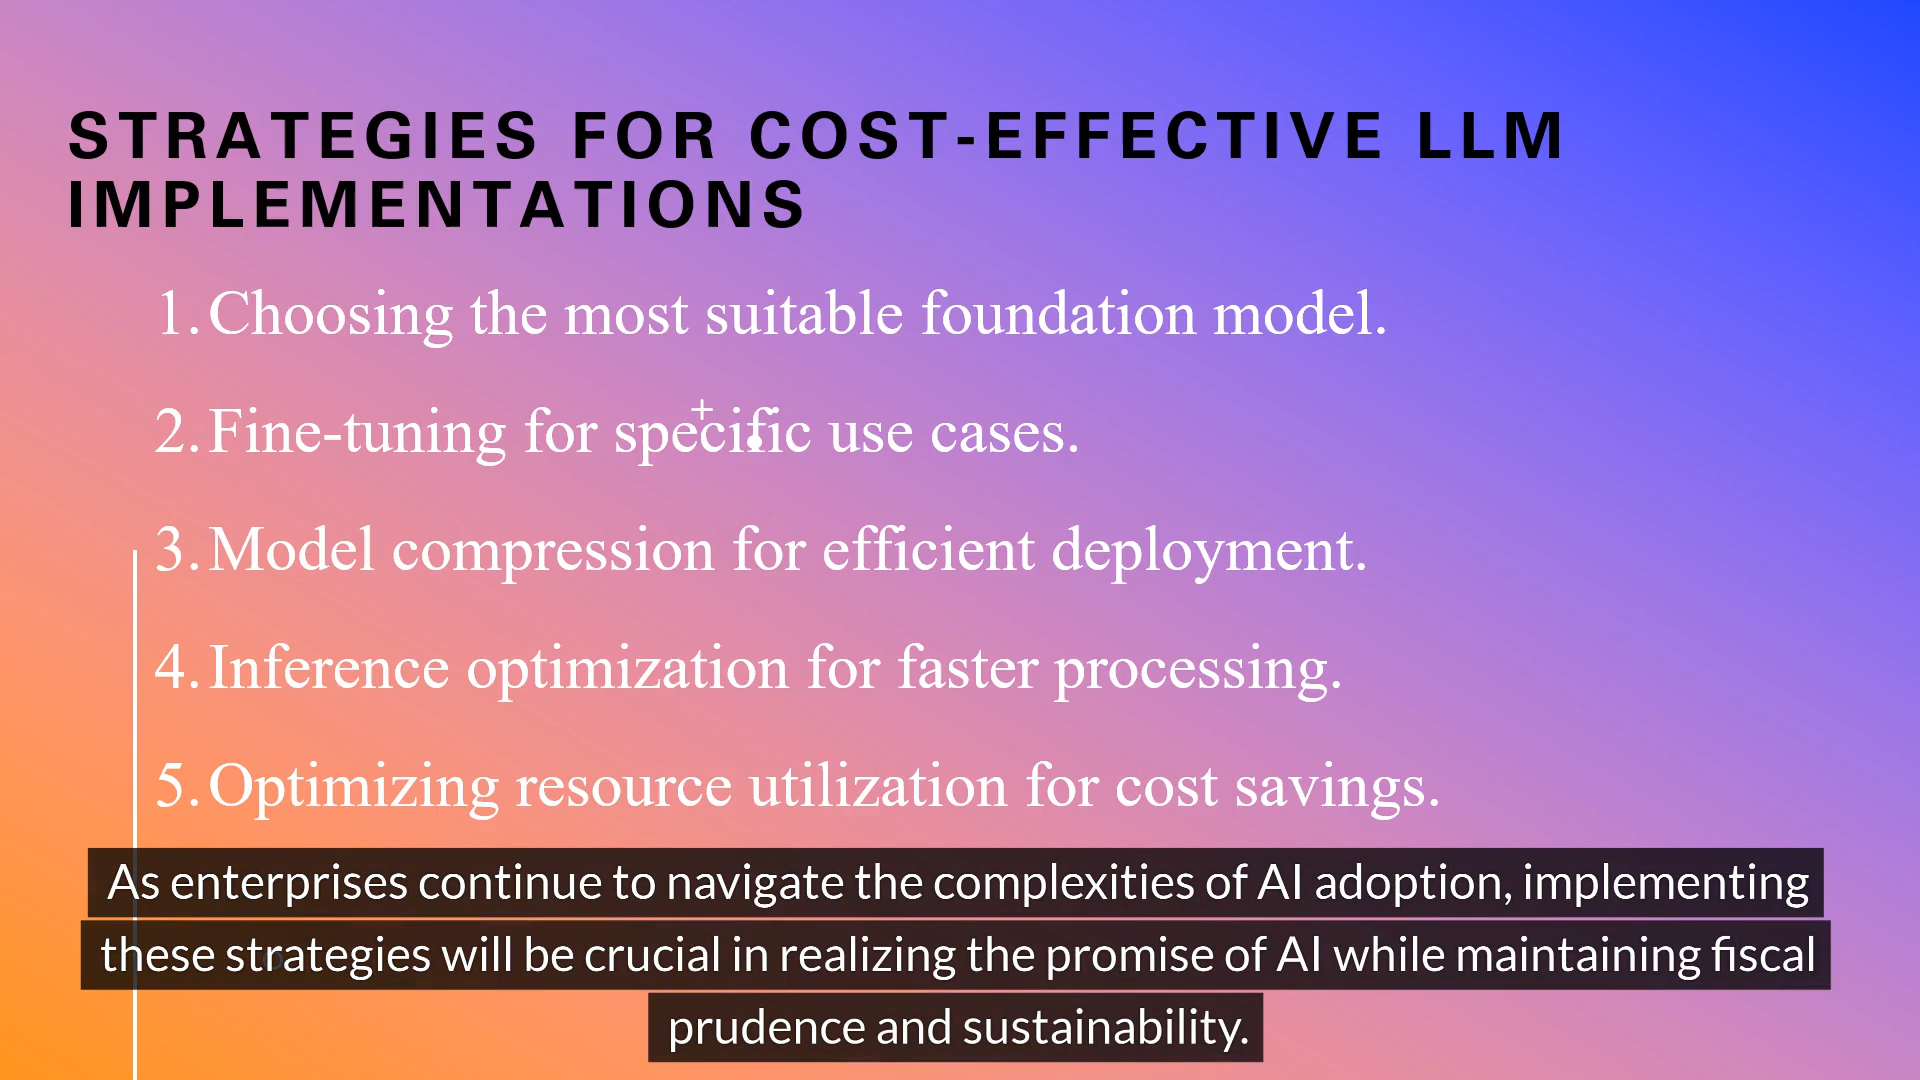 STRATEGIES FOR COST-EFFECTIVE LLM
IMPLEMENTATIONS
1. Choosing the most suitable foundation model.
2. Fine-tuning for specific use cases.
3. Model compression for efficient deployment.
4. Inference optimization for faster processing.
5. Optimizing resource utilization for cost savings.
As enterprises continue to navigate the complexities of AI adoption, implementing
these strategies will be crucial in realizing the promise of AI while maintaining fiscal
prudence and sustainability.